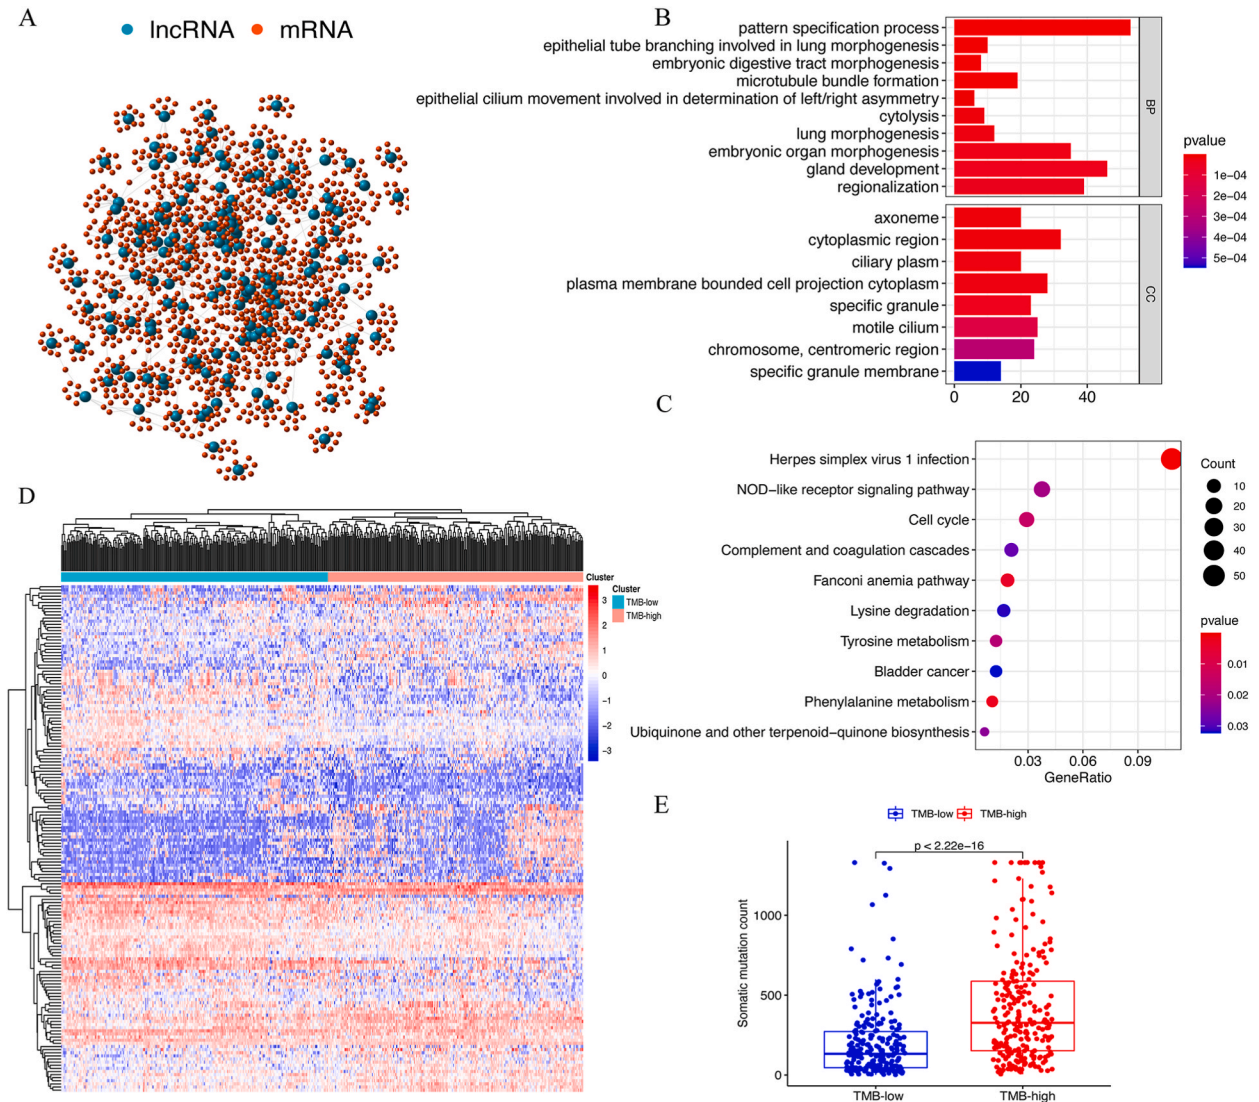 A
lncRNA
mRNA
B
pattern specification process
epithelial tube branching involved in lung morphogenesis
embryonic digestive tract morphogenesis
microtubule bundle formation
epithelial cilium movement involved in determination of left/right asymmetry
cytolysis
lung morphogenesis
embryonic organ morphogenesis
gland development
regionalization
BP
axoneme
cytoplasmic region
ciliary plasm
plasma membrane bounded cell projection cytoplasm
specific granule
motile cilium
chromosome, centromeric region
specific granule membrane
CC
0 20 40
pvalue
1e−04
2e−04
3e−04
4e−04
5e−04
C
Herpes simplex virus 1 infection
NOD−like receptor signaling pathway
Cell cycle
Complement and coagulation cascades
Fanconi anemia pathway
Lysine degradation
Tyrosine metabolism
Bladder cancer
Phenylalanine metabolism
Ubiquinone and other terpenoid−quinone biosynthesis
0.03 0.06 0.09
GeneRatio
Count
10
20
30
40
50
pvalue
0.01
0.02
0.03
D
Cluster
3
2
1
0
−1
−2
−3
Cluster
TMB-low
TMB-high
E
TMB−low
TMB−high
p < 2.22e−16
Somatic mutation count
1000
500
0
TMB−low
TMB−high